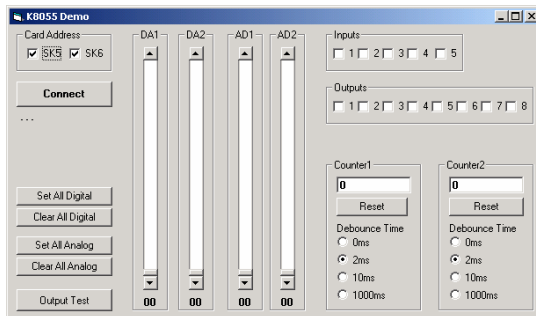 K8055 Demo
Card Address
SK5 SK6
Connect
...
Set All Digital
Clear All Digital
Set All Analog
Clear All Analog
Output Test
DA1 DA2 AD1 AD2
00 00 00 00
Inputs
1 2 3 4 5
Outputs
1 2 3 4 5 6 7 8
Counter1
0
Reset
Debounce Time
0ms
2ms
10ms
1000ms
Counter2
0
Reset
Debounce Time
0ms
2ms
10ms
1000ms